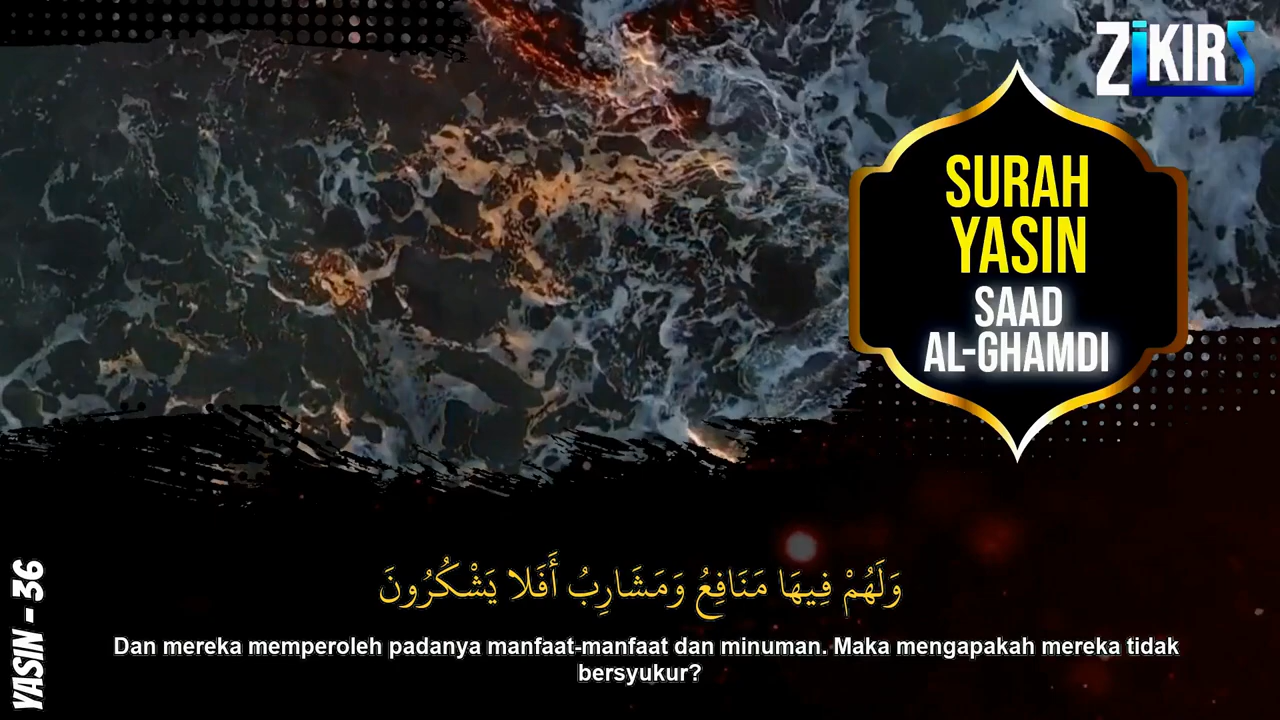 ZiKIRS
SURAH
YASIN
SAAD
AL-GHAMDI
وَلَهُمْ فِيهَا مَنَافِعُ وَمَشَارِبُ أَفَلا يَشْكُرُونَ
Dan mereka memperoleh padanya manfaat-manfaat dan minuman. Maka mengapakah mereka tidak
bersyukur?
YASIN - 36